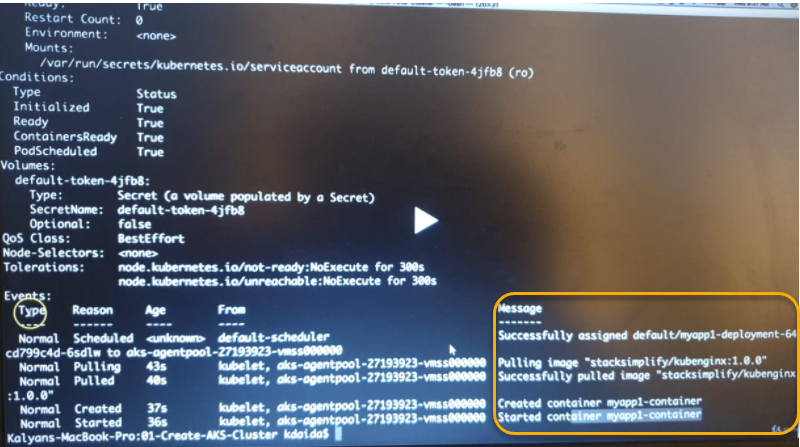 Ready: True
Restart Count: 0
Environment: <none>
Mounts:
/var/run/secrets/kubernetes.io/serviceaccount from default-token-4jfb8 (ro)
Conditions:
Type Status
Initialized True
Ready True
ContainersReady True
PodScheduled True
Volumes:
default-token-4jfb8:
Type: Secret (a volume populated by a Secret)
SecretName: default-token-4jfb8
Optional: false
QoS Class: BestEffort
Node-Selectors: <none>
Tolerations: node.kubernetes.io/not-ready:NoExecute for 300s
node.kubernetes.io/unreachable:NoExecute for 300s
Events:
Type Reason Age From Message
---- ------ ---- ---- -------
Normal Scheduled <unknown> default-scheduler Successfully assigned default/myapp1-deployment-64
cd799c4d-6sdlw to aks-agentpool-27193923-vmss000000
Normal Pulling 43s kubelet, aks-agentpool-27193923-vmss000000 Pulling image "stacksimplify/kubenginx:1.0.0"
Normal Pulled 40s kubelet, aks-agentpool-27193923-vmss000000 Successfully pulled image "stacksimplify/kubenginx
:1.0.0"
Normal Created 37s kubelet, aks-agentpool-27193923-vmss000000 Created container myapp1-container
Normal Started 36s kubelet, aks-agentpool-27193923-vmss000000 Started container myapp1-container
Kalyans-MacBook-Pro:01-Create-AKS-Cluster kdaida$